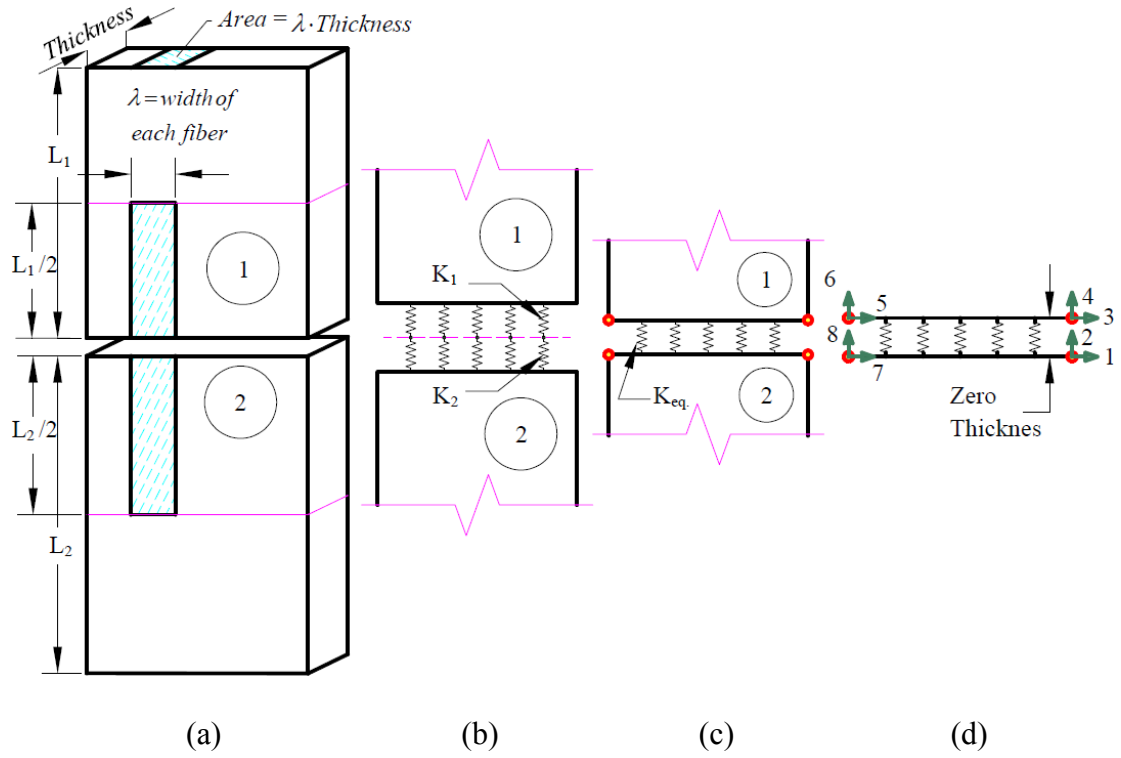 Thickness
Area = λ·Thickness
λ=width of
each fiber
L₁
L₁/2
1
L₂/2
2
L₂
1
K₁
K₂
2
1
K_eq.
2
6
5
4
3
8
7
2
1
Zero
Thicknes
(a)
(b)
(c)
(d)